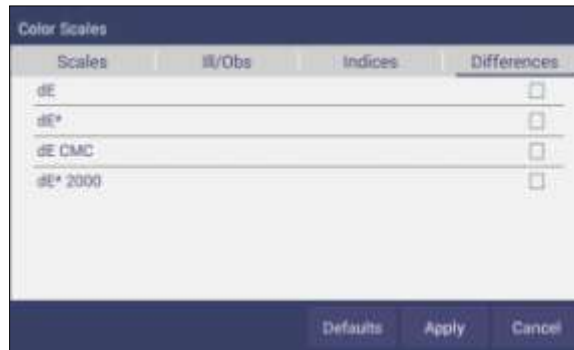 Color Scales
Scales Ill/Obs Indices Differences
dE
dE*
dE CMC
dE* 2000
Defaults Apply Cancel